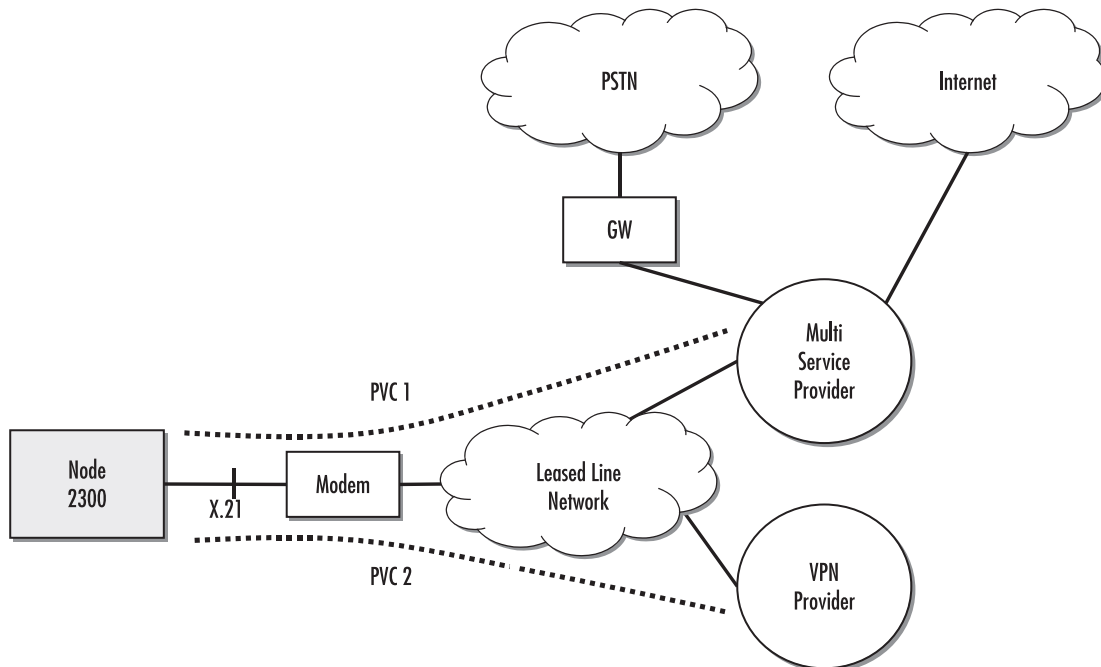 PSTN
Internet
GW
Multi
Service
Provider
PVC 1
Node
2300
X.21
Modem
Leased Line
Network
PVC 2
VPN
Provider